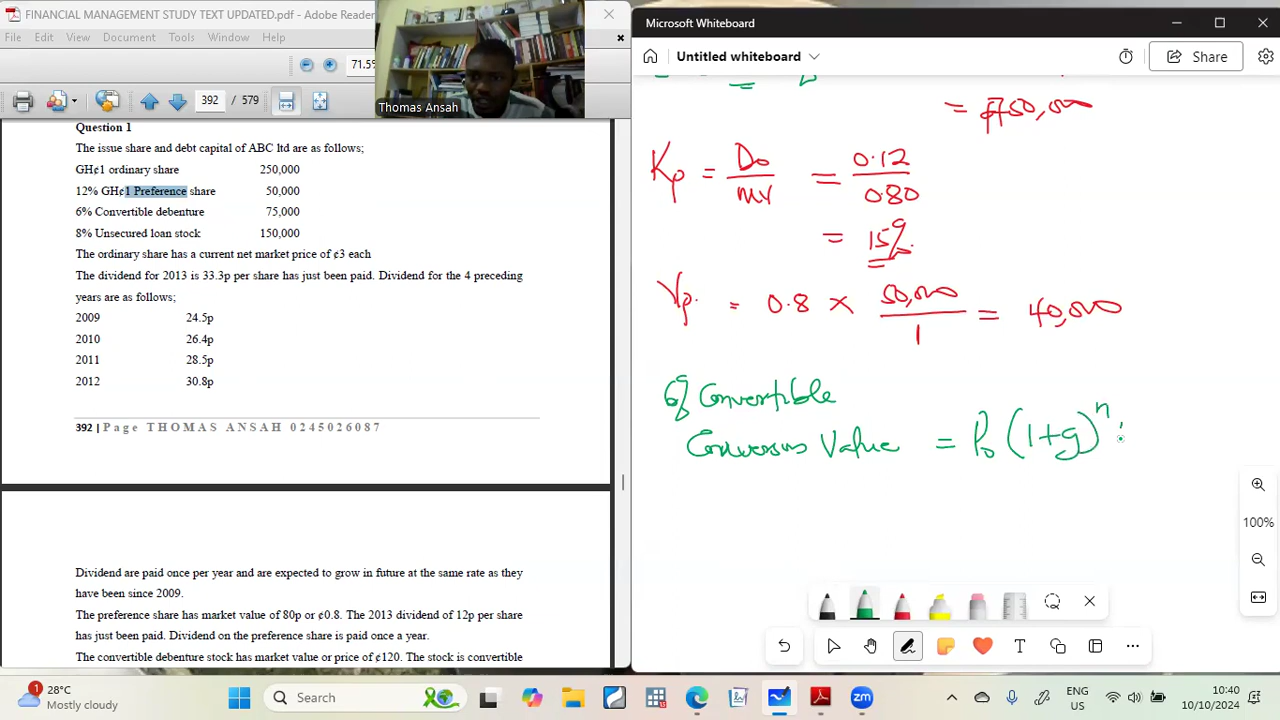 FINANCIAL MANAGEMENT STUDY TEXT UPDATED.pdf - Adobe Reader
File Edit View Document Tools Window Help
71.5%
392 / 579
Thomas Ansah
Question 1
The issue share and debt capital of ABC ltd are as follows;
GH¢1 ordinary share 250,000
12% GH¢1 Preference share 50,000
6% Convertible debenture 75,000
8% Unsecured loan stock 150,000
The ordinary share has a current net market price of ¢3 each
The dividend for 2013 is 33.3p per share has just been paid. Dividend for the 4 preceding
years are as follows;
2009 24.5p
2010 26.4p
2011 28.5p
2012 30.8p
392 | P a g e T H O M A S A N S A H 0 2 4 5 0 2 6 0 8 7
Dividend are paid once per year and are expected to grow in future at the same rate as they
have been since 2009.
The preference share has market value of 80p or ¢0.8. The 2013 dividend of 12p per share
has just been paid. Dividend on the preference share is paid once a year.
The convertible debenture stock has market value or price of ¢120. The stock is convertible
Microsoft Whiteboard
Untitled whiteboard
Share
Kp = Do / MV = 0.12 / 0.80
= 15%
Vp = 0.8 × 50,000 / 1 = 40,000
6% Convertible
Conversion Value = P₀ (1+g)ⁿ
100%
T
28°C
Mostly cloudy
Search
1
ENG
US
10:40
10/10/2024